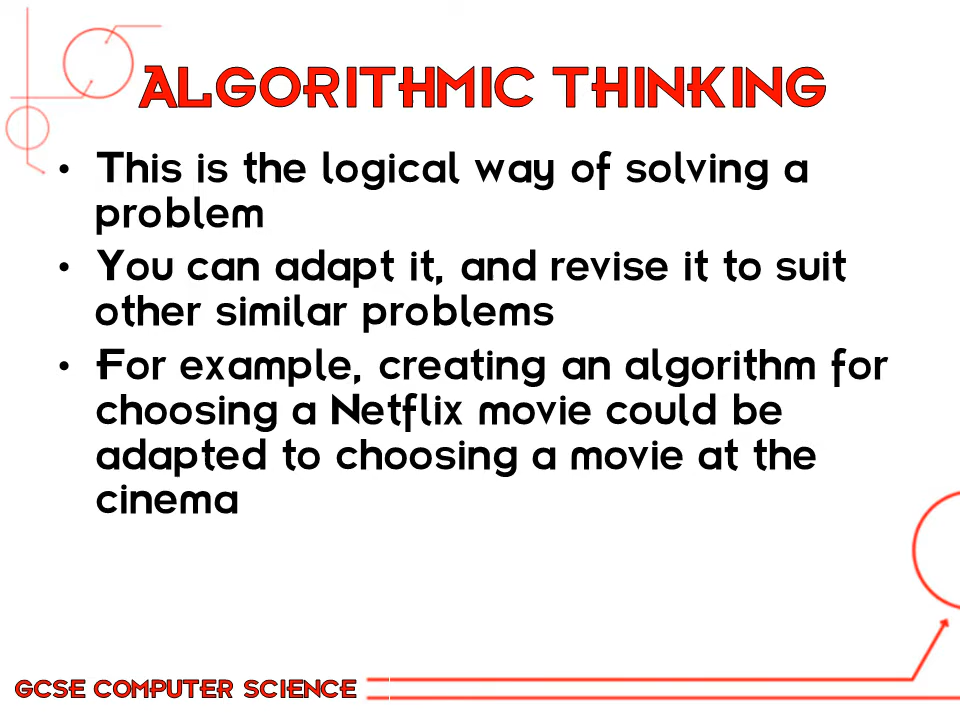 ALGORITHMIC THINKING
• This is the logical way of solving a
problem
• You can adapt it, and revise it to suit
other similar problems
• For example, creating an algorithm for
choosing a Netflix movie could be
adapted to choosing a movie at the
cinema
GCSE COMPUTER SCIENCE